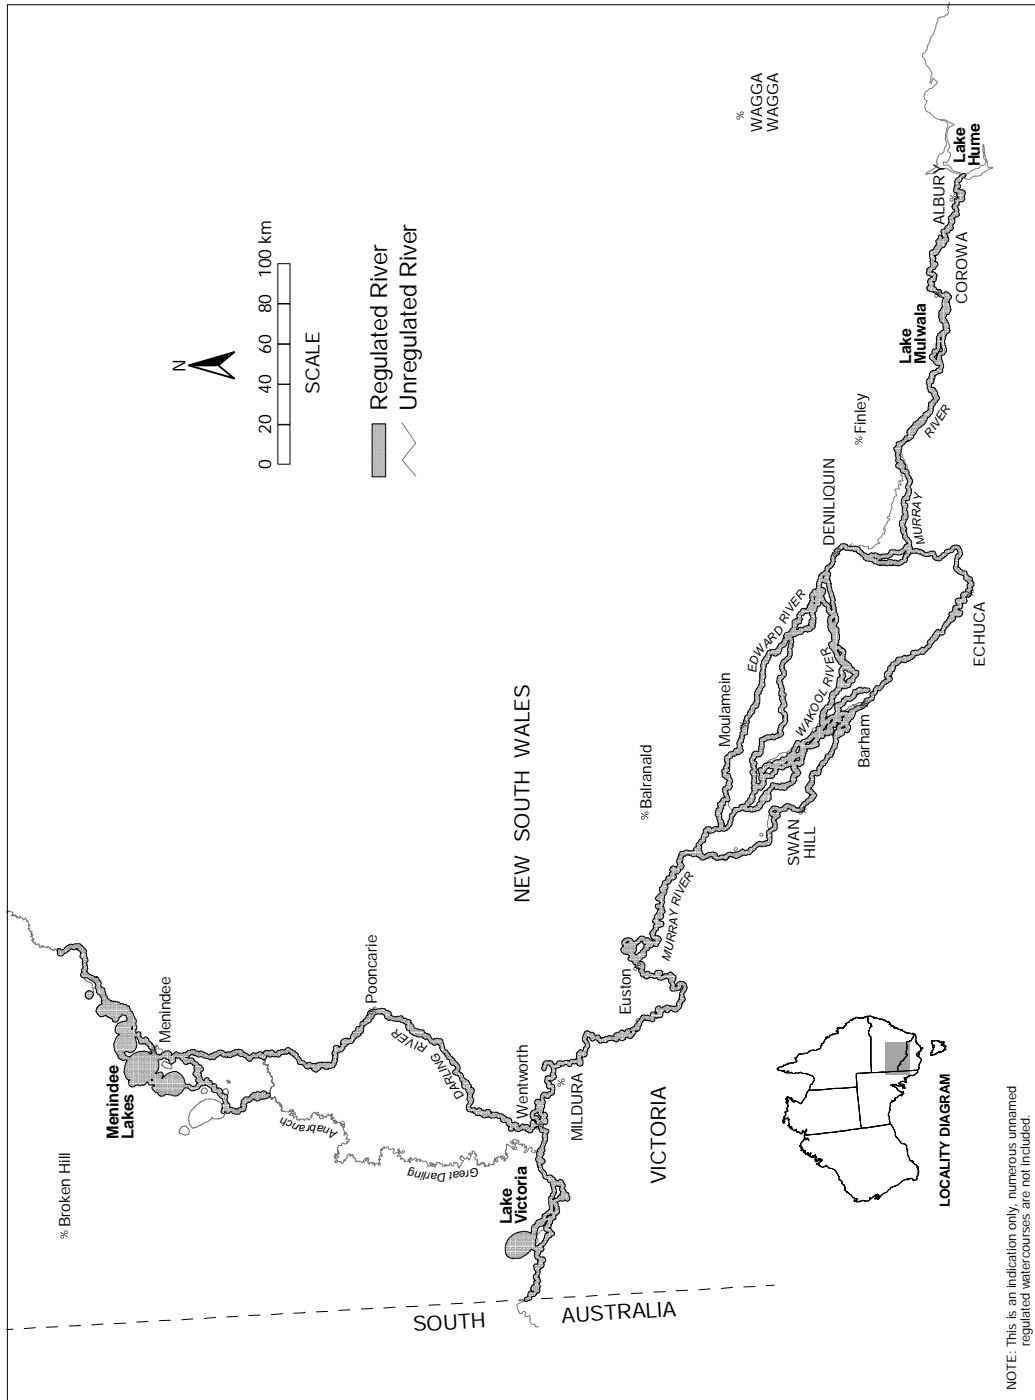 % Broken Hill
Menindee
Lakes
Menindee
N
0 20 40 60 80 100 km
SCALE
Regulated River
Unregulated River
Pooncarie
DARLING RIVER
Anabranch
Great Darling
SOUTH AUSTRALIA
Lake
Victoria
Wentworth
%
MILDURA
NEW SOUTH WALES
Euston
MURRAY RIVER
VICTORIA
% Balranald
Moulamein
EDWARD RIVER
WAKOOL RIVER
SWAN
HILL
Barham
%
WAGGA
WAGGA
DENILIQUIN
% Finley
MURRAY
RIVER
ECHUCA
Lake
Mulwala
COROWA
%
ALBURY
Lake
Hume
LOCALITY DIAGRAM
NOTE: This is an indication only, numerous unnamed
regulated watercourses are not included.